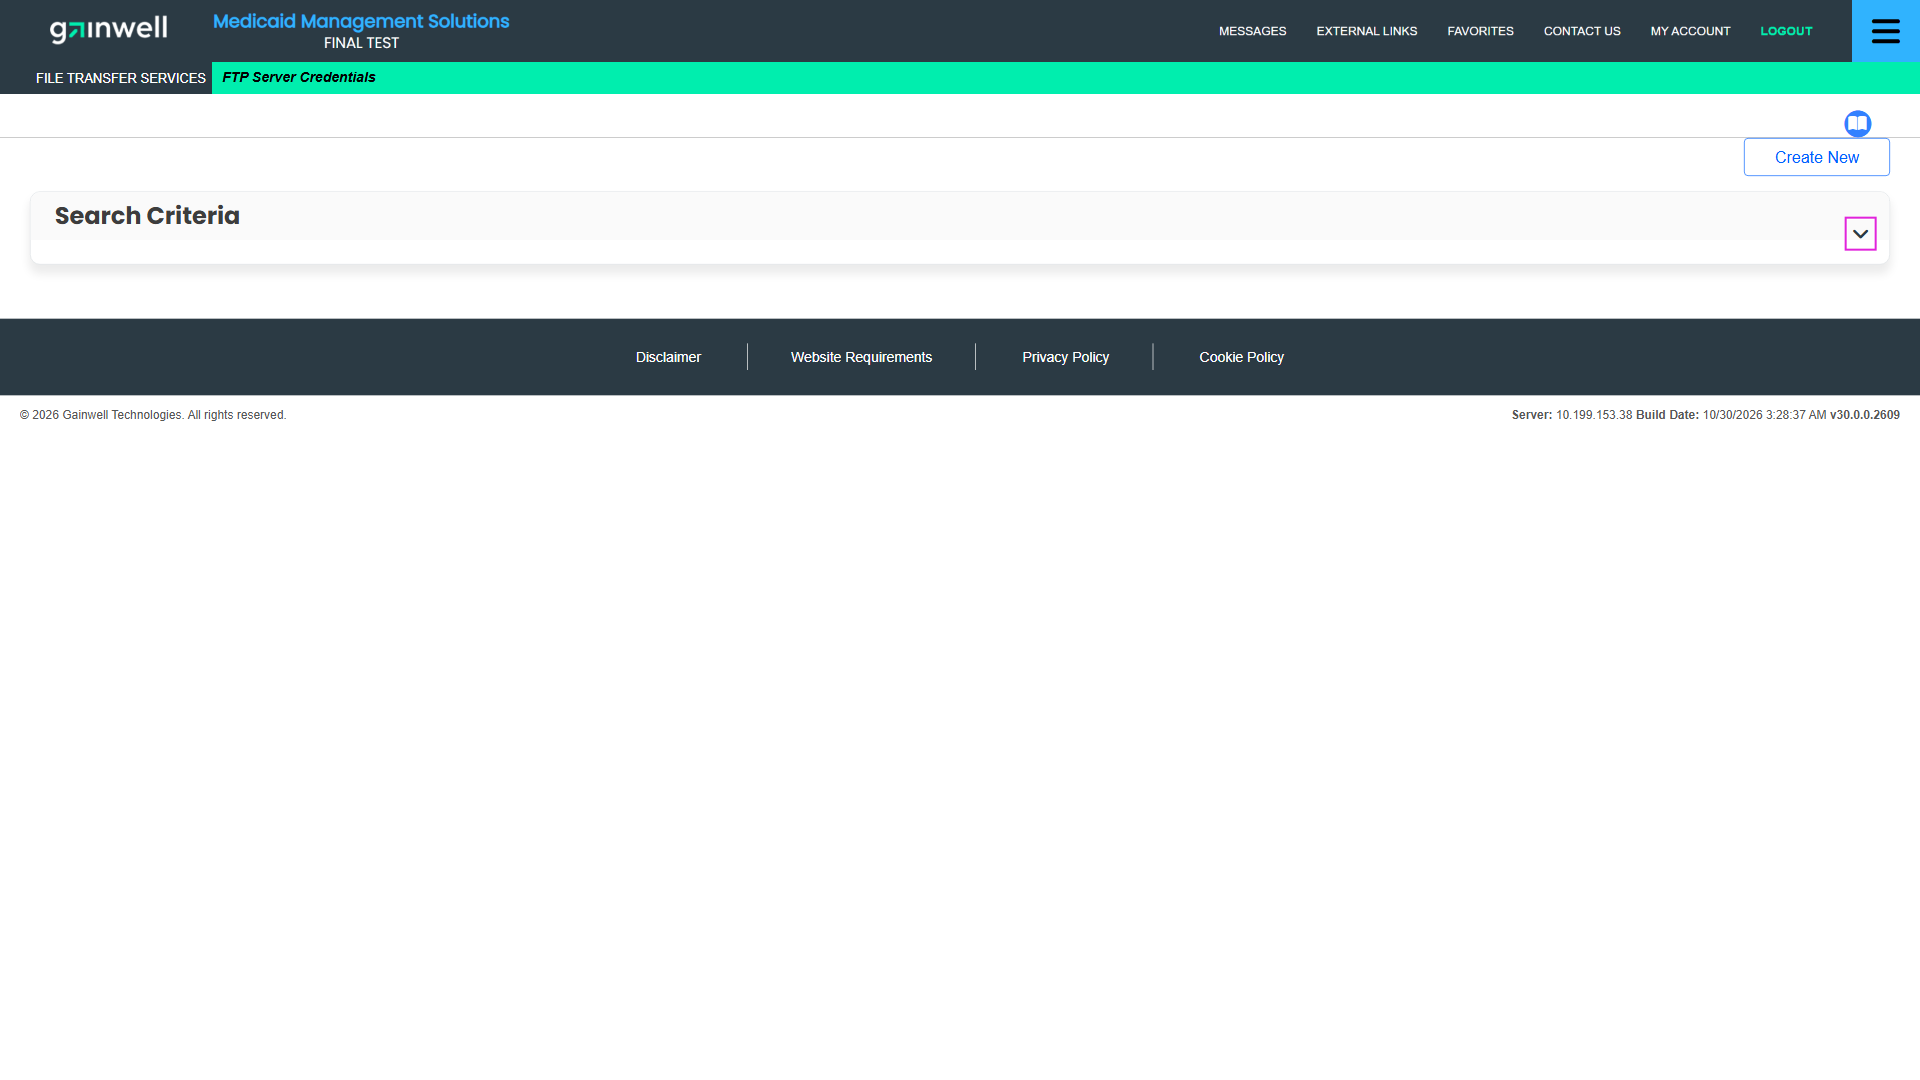 gainwell
Medicaid Management Solutions
FINAL TEST
MESSAGES
EXTERNAL LINKS
FAVORITES
CONTACT US
MY ACCOUNT
LOGOUT
FILE TRANSFER SERVICES
FTP Server Credentials
Create New
Search Criteria
Disclaimer
Website Requirements
Privacy Policy
Cookie Policy
© 2026 Gainwell Technologies. All rights reserved.
Server: 10.199.153.38 Build Date: 10/30/2026 3:28:37 AM v30.0.0.2609